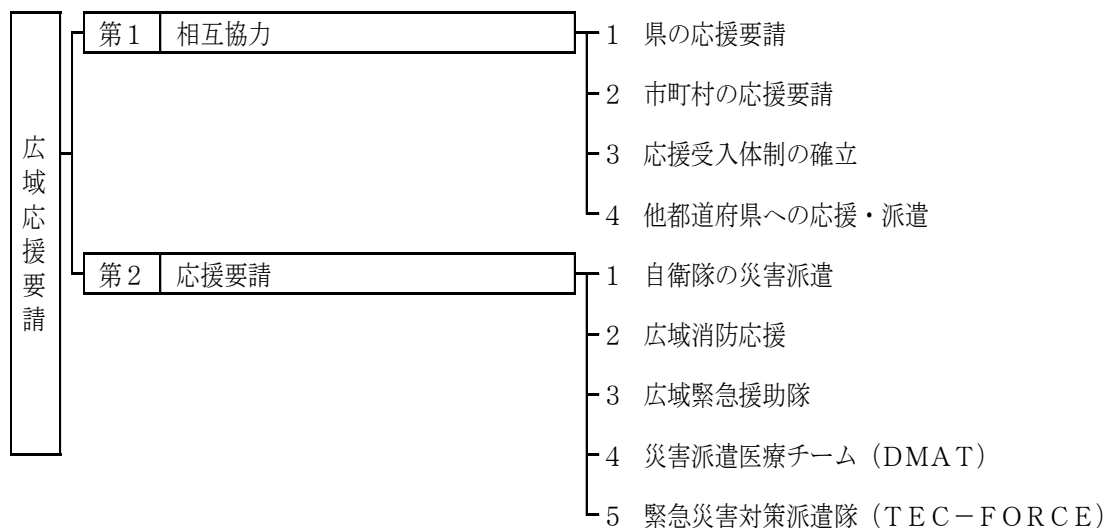 広域応援要請
第１ 相互協力
１ 県の応援要請
２ 市町村の応援要請
３ 応援受入体制の確立
４ 他都道府県への応援・派遣
第２ 応援要請
１ 自衛隊の災害派遣
２ 広域消防応援
３ 広域緊急援助隊
４ 災害派遣医療チーム（ＤＭＡＴ）
５ 緊急災害対策派遣隊（ＴＥＣ－ＦＯＲＣＥ）